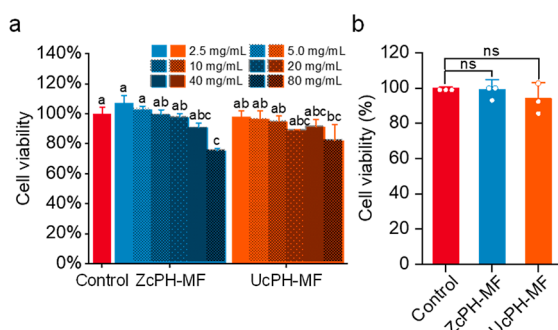 a
140%
120%
100%
80%
60%
40%
20%
0%
Cell viability
2.5 mg/mL 5.0 mg/mL
10 mg/mL 20 mg/mL
40 mg/mL 80 mg/mL
a a a ab ab abc c ab ab ab abc abc bc
Control ZcPH-MF UcPH-MF
b
120
100
80
60
40
20
0
Cell viability (%)
ns
ns
Control
ZcPH-MF
UcPH-MF